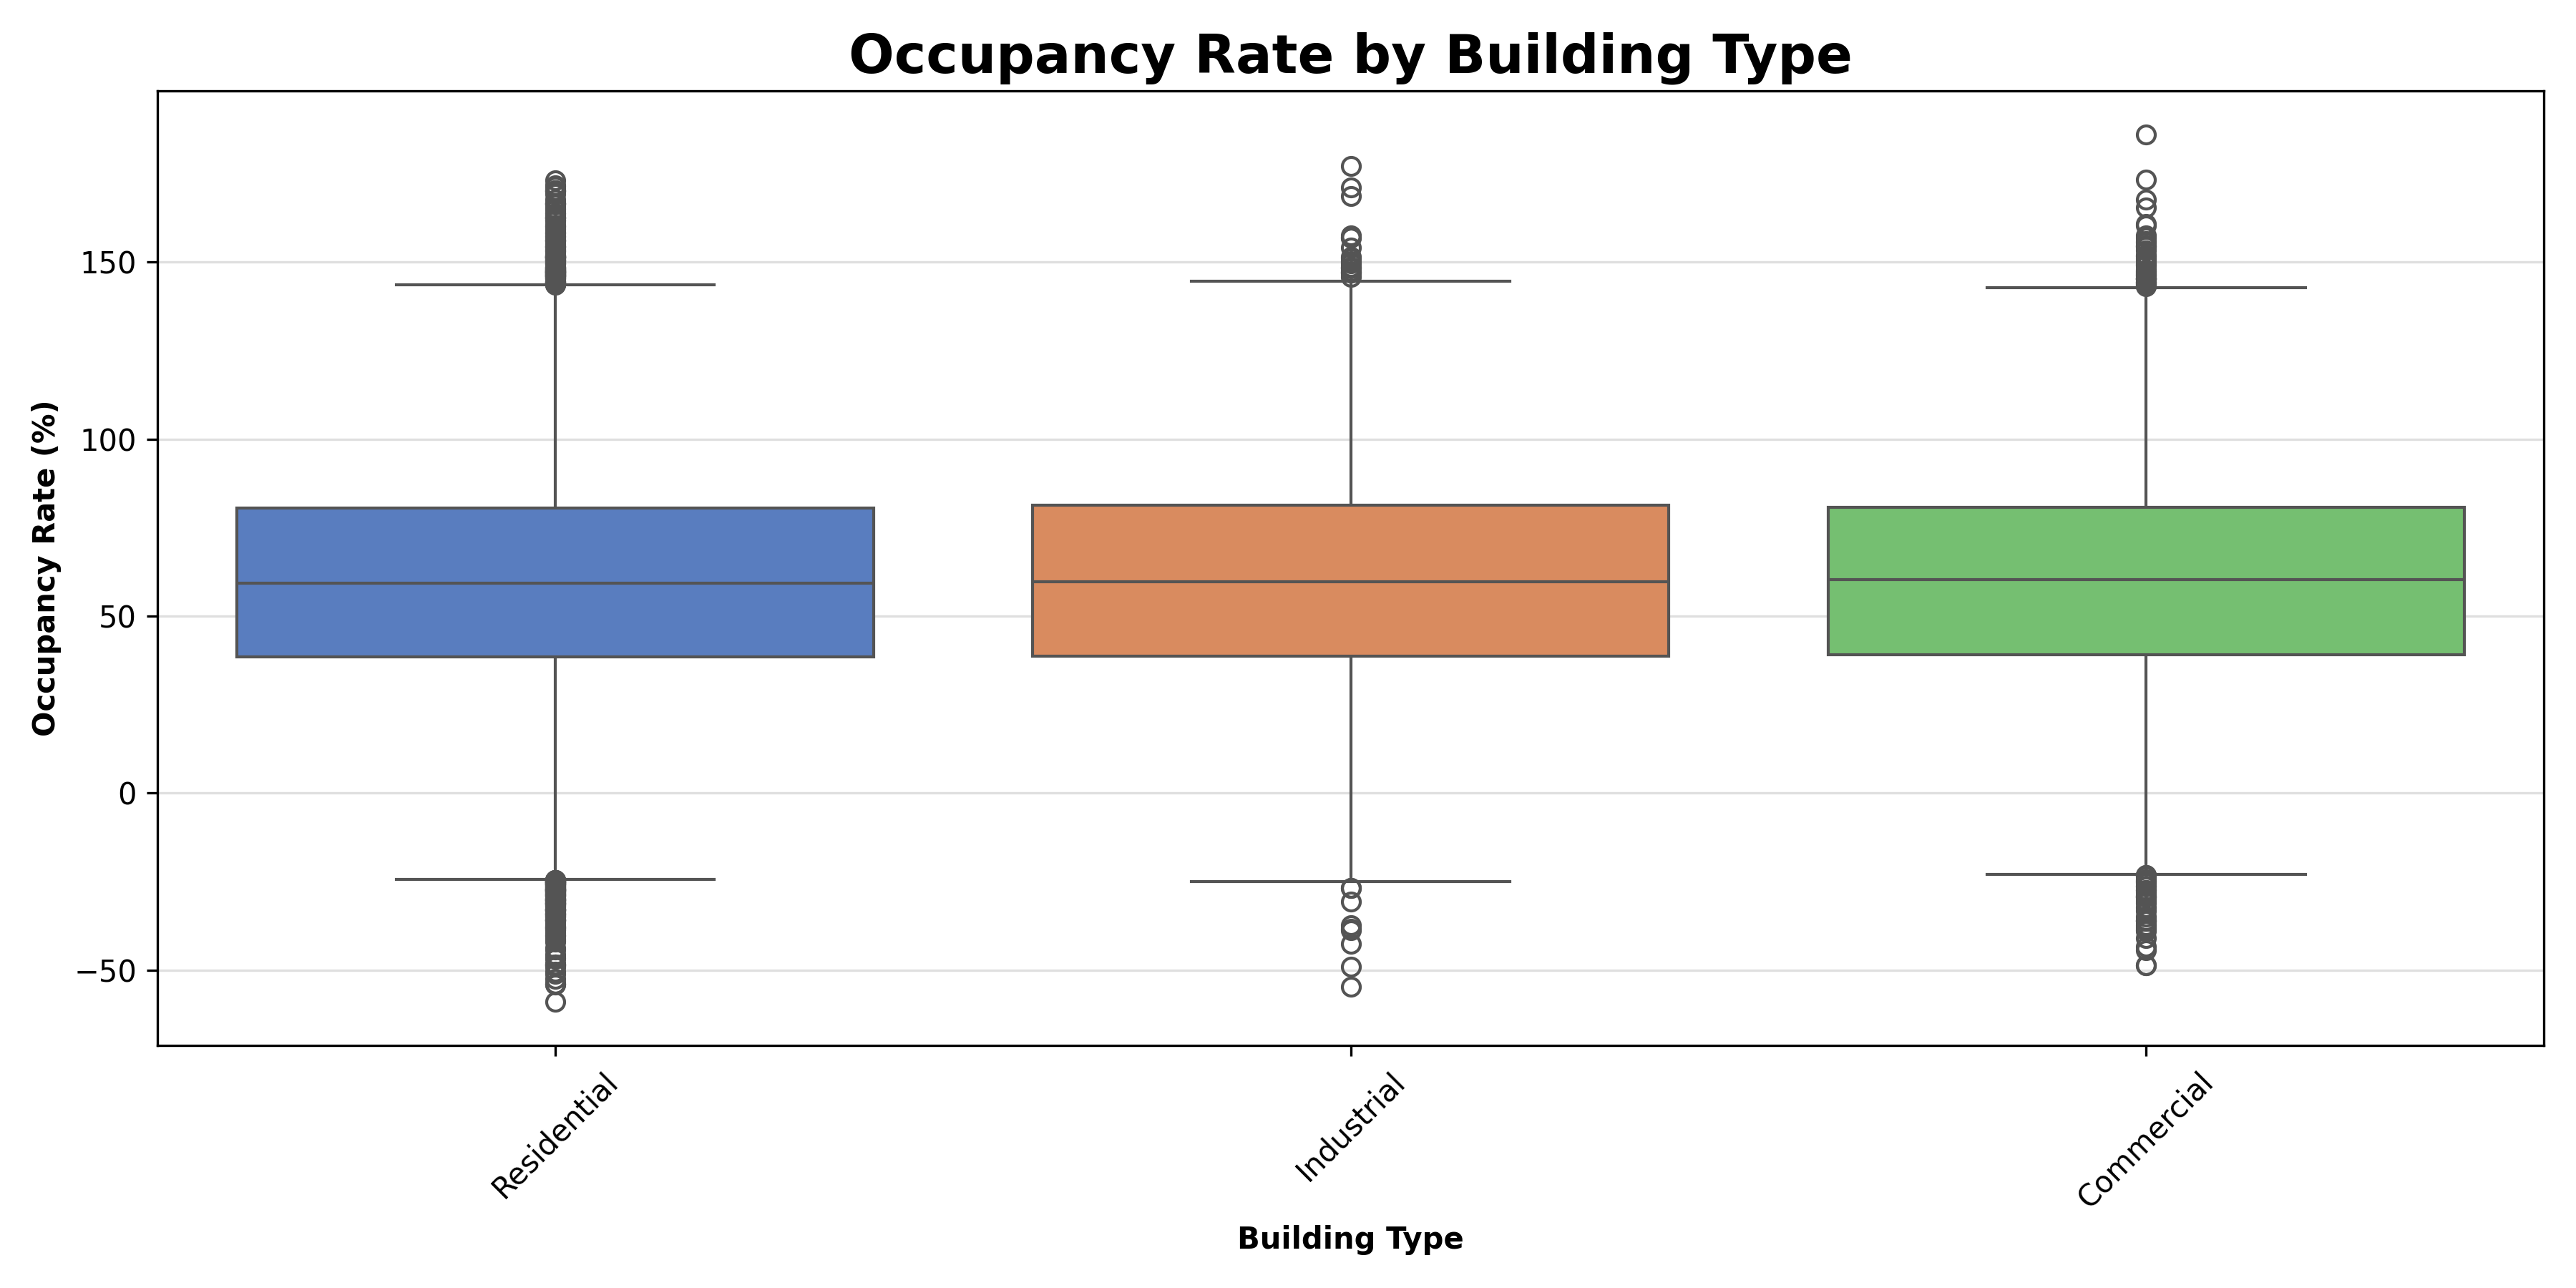 Occupancy Rate by Building Type
Occupancy Rate (%)
150
100
50
0
−50
Residential
Industrial
Commercial
Building Type